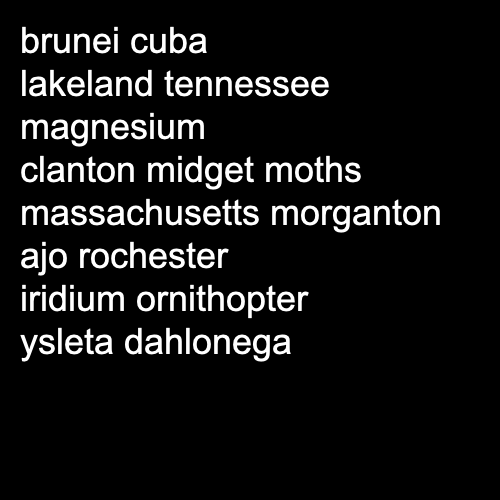 brunei cuba
lakeland tennessee
magnesium
clanton midget moths
massachusetts morganton
ajo rochester
iridium ornithopter
ysleta dahlonega